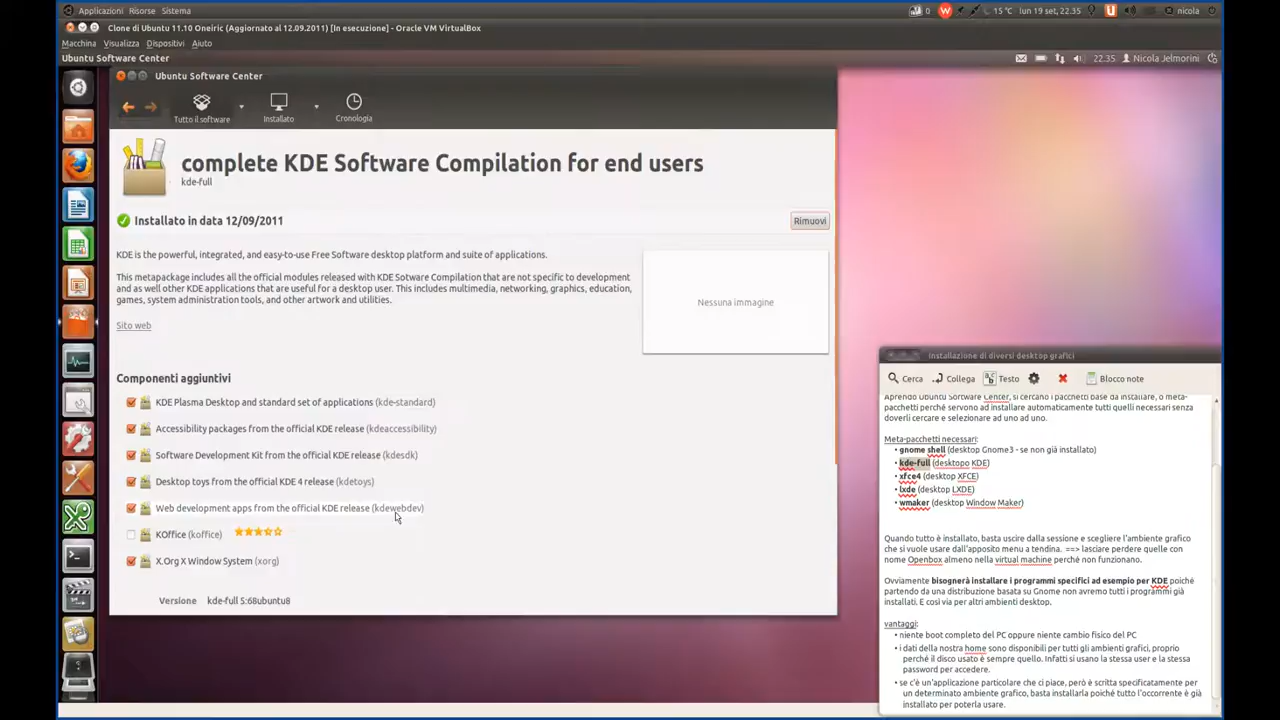 Applicazioni Risorse Sistema
0 15 °C lun 19 set, 22.35 nicola
Clone di Ubuntu 11.10 Oneiric (Aggiornato al 12.09.2011) [In esecuzione] - Oracle VM VirtualBox
Macchina Visualizza Dispositivi Aiuto
Ubuntu Software Center
22.35 Nicola Jelmorini
Ubuntu Software Center
Tutto il software
Installato
Cronologia
complete KDE Software Compilation for end users
kde-full
Installato in data 12/09/2011
Rimuovi
KDE is the powerful, integrated, and easy-to-use Free Software desktop platform and suite of applications.
This metapackage includes all the official modules released with KDE Sotware Compilation that are not specific to development
and as well other KDE applications that are useful for a desktop user. This includes multimedia, networking, graphics, education,
games, system administration tools, and other artwork and utilities.
Nessuna immagine
Sito web
Componenti aggiuntivi
KDE Plasma Desktop and standard set of applications (kde-standard)
Accessibility packages from the official KDE release (kdeaccessibility)
Software Development Kit from the official KDE release (kdesdk)
Desktop toys from the official KDE 4 release (kdetoys)
Web development apps from the official KDE release (kdewebdev)
KOffice (koffice)
X.Org X Window System (xorg)
Versione kde-full 5:68ubuntu8
Installazione di diversi desktop grafici
Cerca Collega Testo Blocco note
Aprendo Ubuntu Software Center, si cercano i pacchetti base da installare, o meta-
pacchetti perché servono ad installare automaticamente tutti quelli necessari senza
doverli cercare e selezionare ad uno ad uno.
Meta-pacchetti necessari:
• gnome shell (desktop Gnome3 - se non già installato)
• kde-full (desktopo KDE)
• xfce4 (desktop XFCE)
• lxde (desktop LXDE)
• wmaker (desktop Window Maker)
Quando tutto è installato, basta uscire dalla sessione e scegliere l'ambiente grafico
che si vuole usare dall'apposito menu a tendina. ==> lasciare perdere quelle con
nome Openbox almeno nella virtual machine perchè non funzionano.
Ovviamente bisognerà installare i programmi specifici ad esempio per KDE poiché
partendo da una distribuzione basata su Gnome non avremo tutti i programmi già
installati. E così via per altri ambienti desktop.
vantaggi:
• niente boot completo del PC oppure niente cambio fisico del PC
• i dati della nostra home sono disponibili per tutti gli ambienti grafici, proprio
perché il disco usato è sempre quello. Infatti si usano la stessa user e la stessa
password per accedere.
• se c'è un'applicazione particolare che ci piace, però è scritta specificatamente per
un determinato ambiente grafico, basta installarla poiché tutto l'occorrente è già
installato per poterla usare.